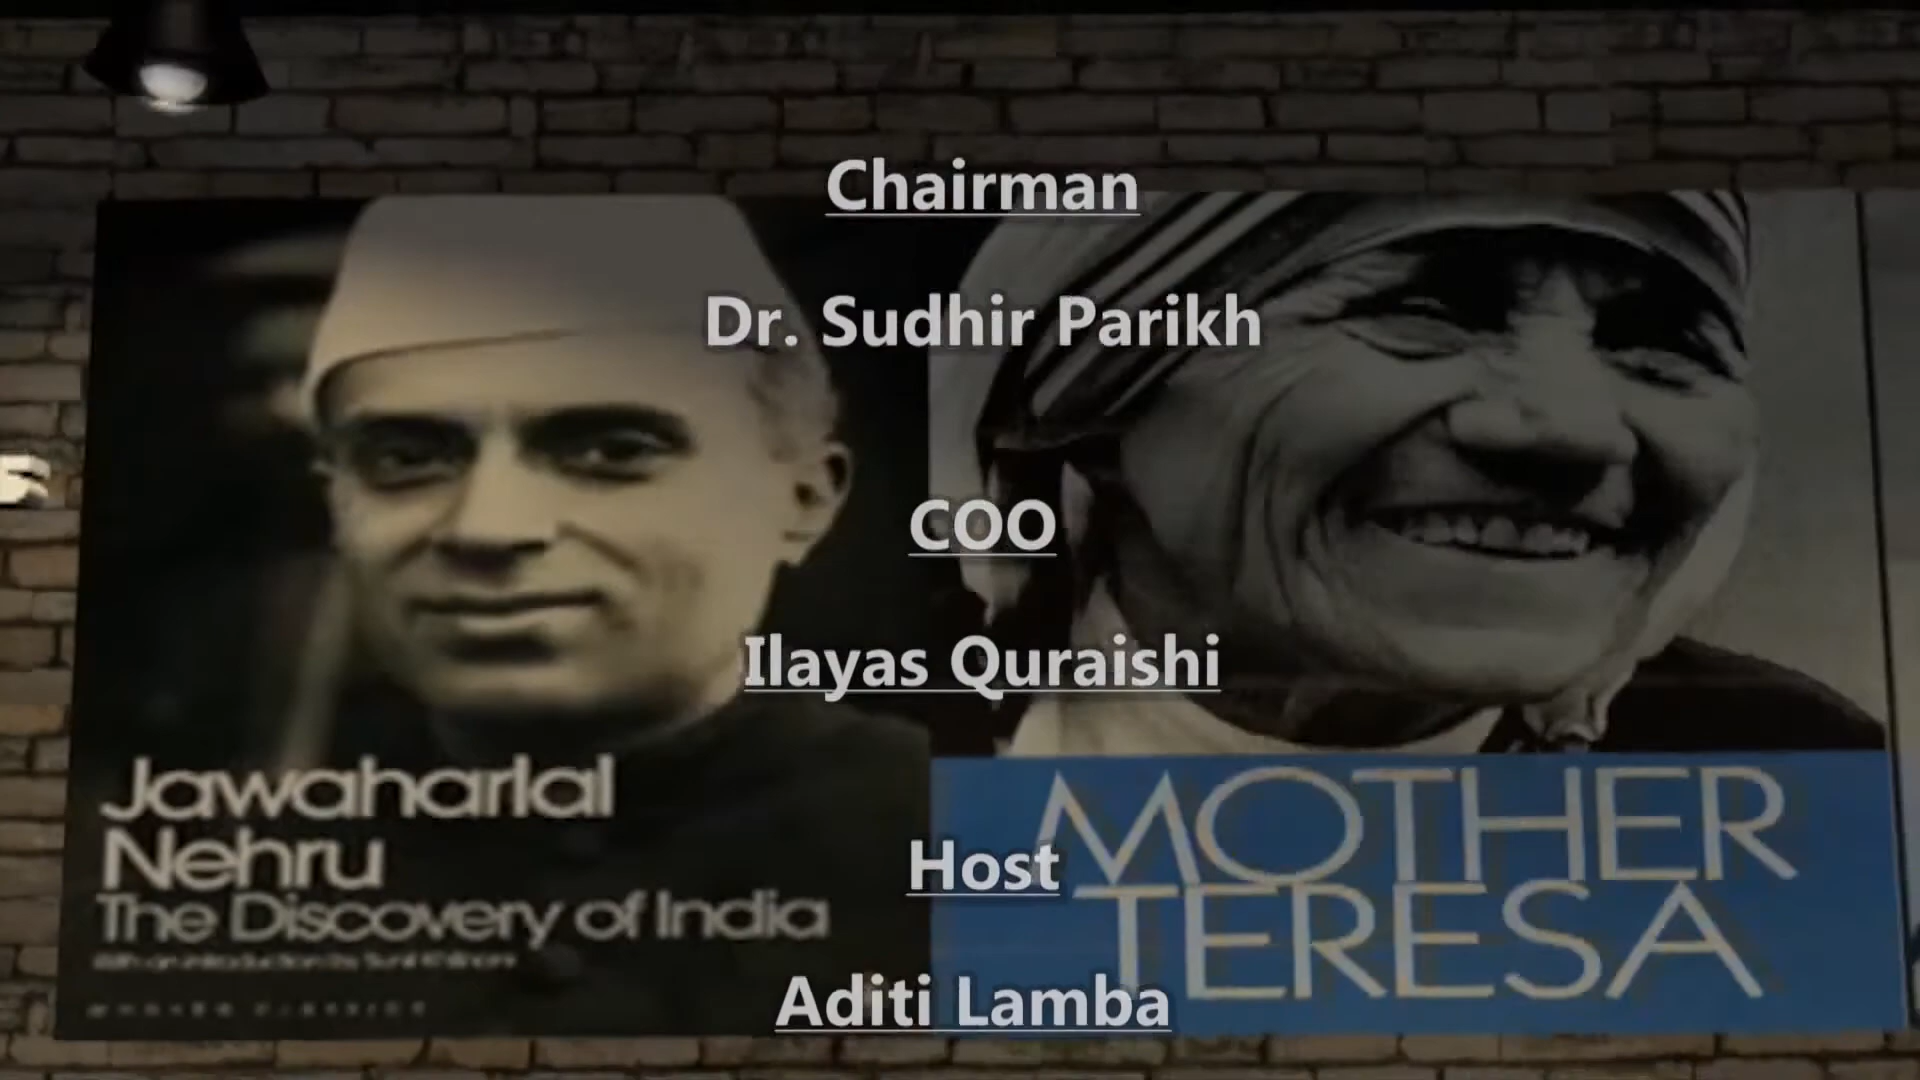 Chairman
Dr. Sudhir Parikh
COO
Ilayas Quraishi
Host
Aditi Lamba
Jawaharlal
Nehru
The Discovery of India
MOTHER
TERESA